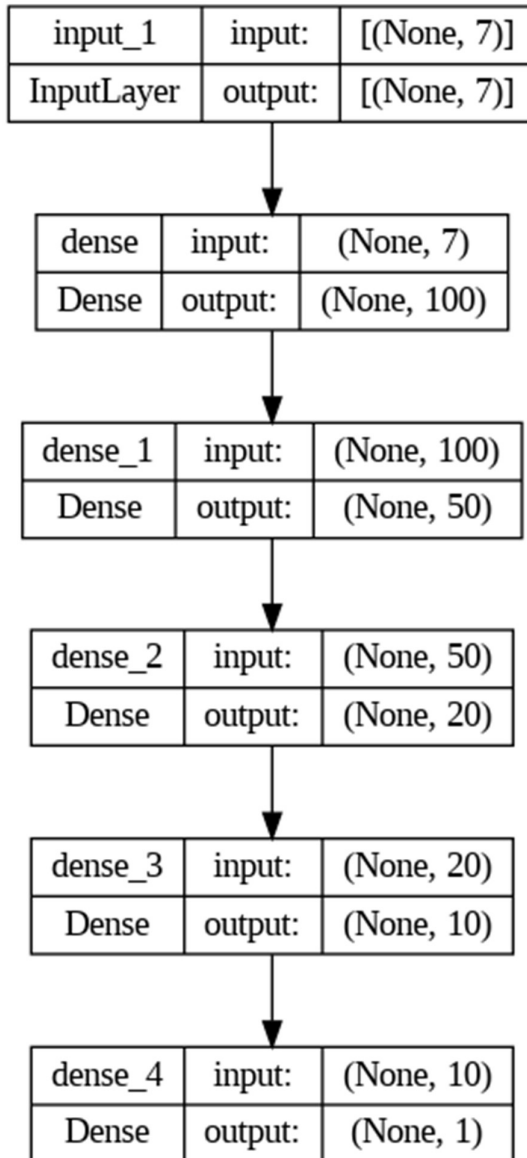 input_1 input: [(None, 7)]
InputLayer output: [(None, 7)]
dense input: (None, 7)
Dense output: (None, 100)
dense_1 input: (None, 100)
Dense output: (None, 50)
dense_2 input: (None, 50)
Dense output: (None, 20)
dense_3 input: (None, 20)
Dense output: (None, 10)
dense_4 input: (None, 10)
Dense output: (None, 1)